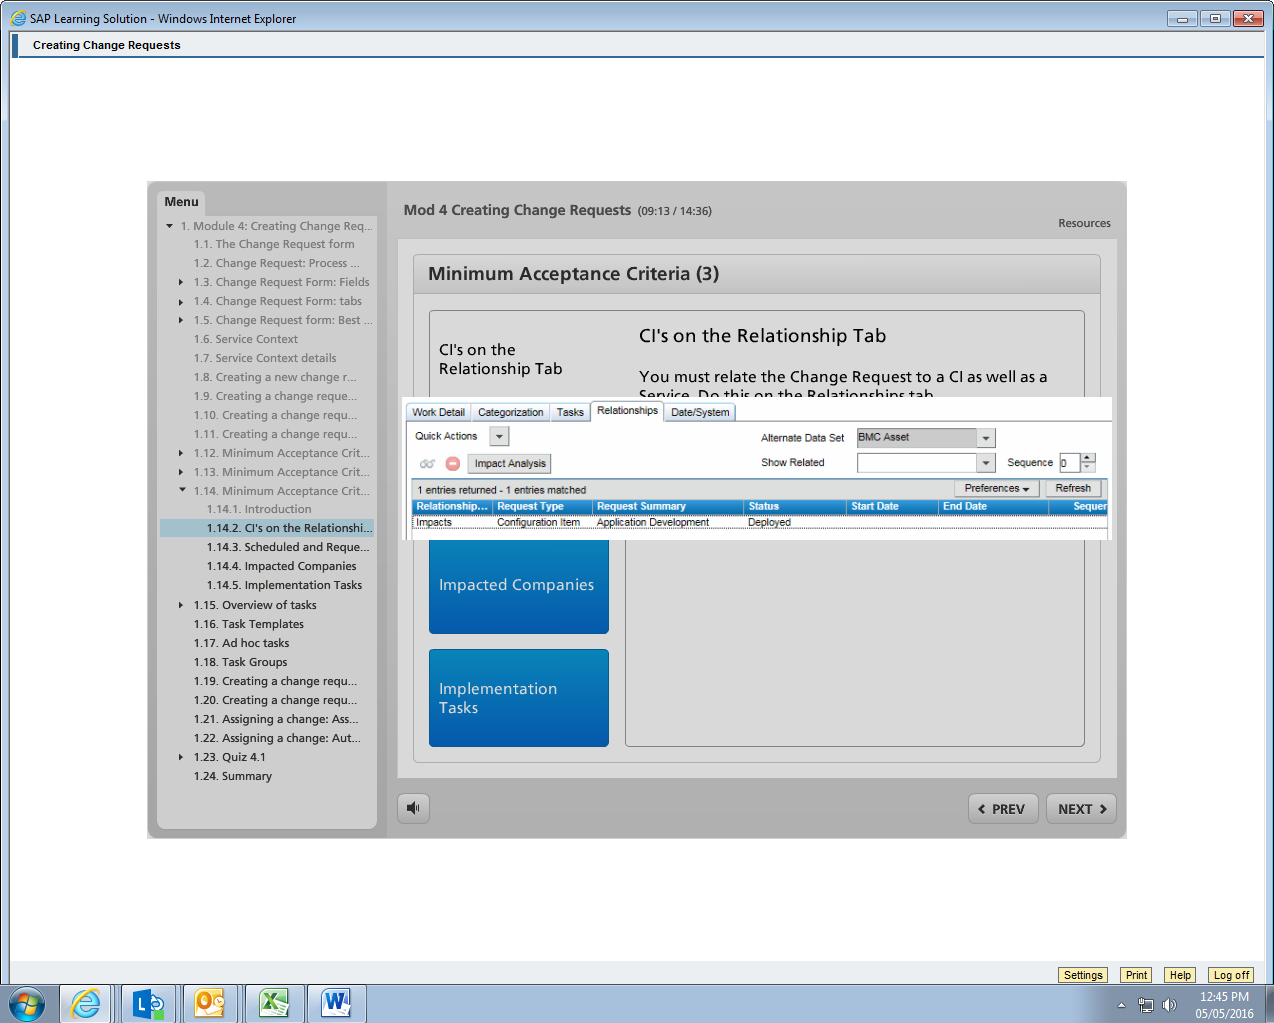 SAP Learning Solution - Windows Internet Explorer
Creating Change Requests
Menu
1. Module 4: Creating Change Req...
1.1. The Change Request form
1.2. Change Request: Process ...
1.3. Change Request Form: Fields
1.4. Change Request Form: tabs
1.5. Change Request form: Best ...
1.6. Service Context
1.7. Service Context details
1.8. Creating a new change r...
1.9. Creating a change reque...
1.10. Creating a change requ...
1.11. Creating a change requ...
1.12. Minimum Acceptance Crit...
1.13. Minimum Acceptance Crit...
1.14. Minimum Acceptance Crit...
1.14.1. Introduction
1.14.2. CI's on the Relationshi...
1.14.3. Scheduled and Reque...
1.14.4. Impacted Companies
1.14.5. Implementation Tasks
1.15. Overview of tasks
1.16. Task Templates
1.17. Ad hoc tasks
1.18. Task Groups
1.19. Creating a change requ...
1.20. Creating a change requ...
1.21. Assigning a change: Ass...
1.22. Assigning a change: Aut...
1.23. Quiz 4.1
1.24. Summary
Mod 4 Creating Change Requests (09:13 / 14:36)
Resources
Minimum Acceptance Criteria (3)
CI's on the
Relationship Tab
CI's on the Relationship Tab
You must relate the Change Request to a CI as well as a
Service. Do this on the Relationships tab
Work Detail Categorization Tasks Relationships Date/System
Quick Actions Alternate Data Set BMC Asset
Impact Analysis Show Related Sequence 0
1 entries returned - 1 entries matched Preferences Refresh
Relationship... Request Type Request Summary Status Start Date End Date Sequer
Impacts Configuration Item Application Development Deployed
Impacted Companies
Implementation
Tasks
PREV NEXT
Settings Print Help Log off
12:45 PM
05/05/2016